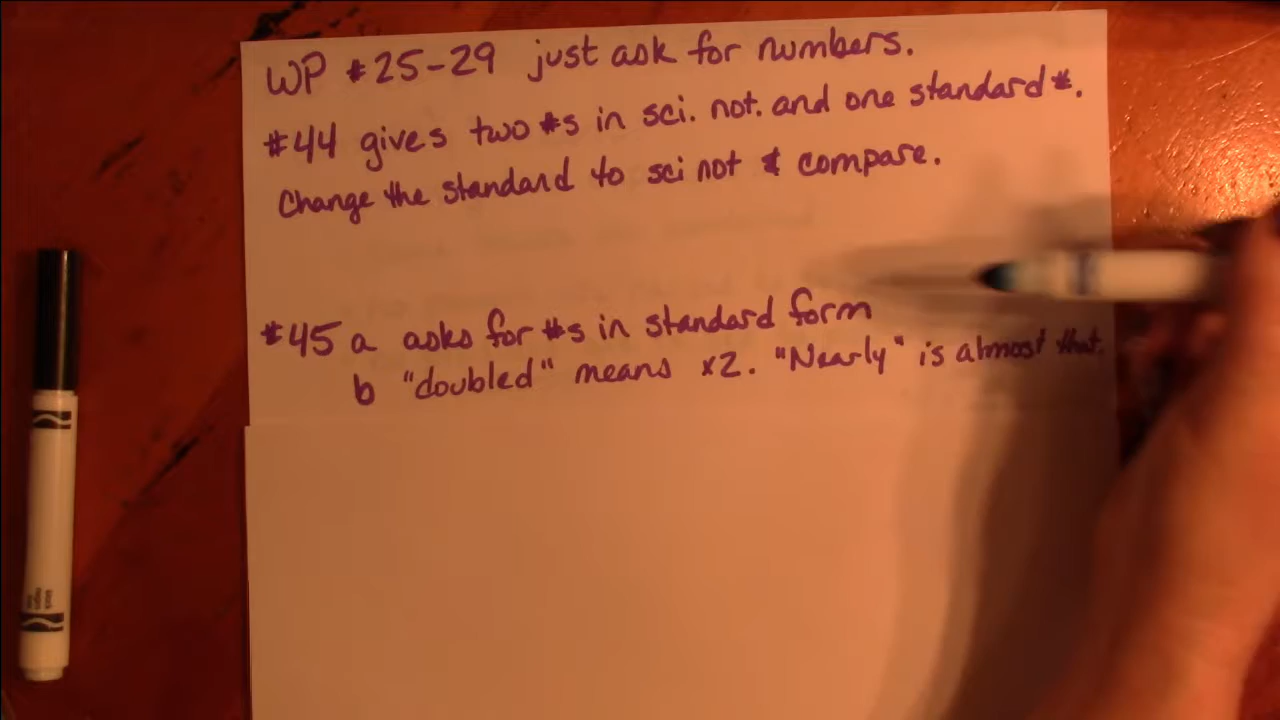 WP #25-29 just ask for numbers.
#44 gives two #s in sci. not. and one standard #.
Change the standard to sci not & compare.
#45 a asks for #s in standard form
b "doubled" means x2. "Nearly" is almost that.